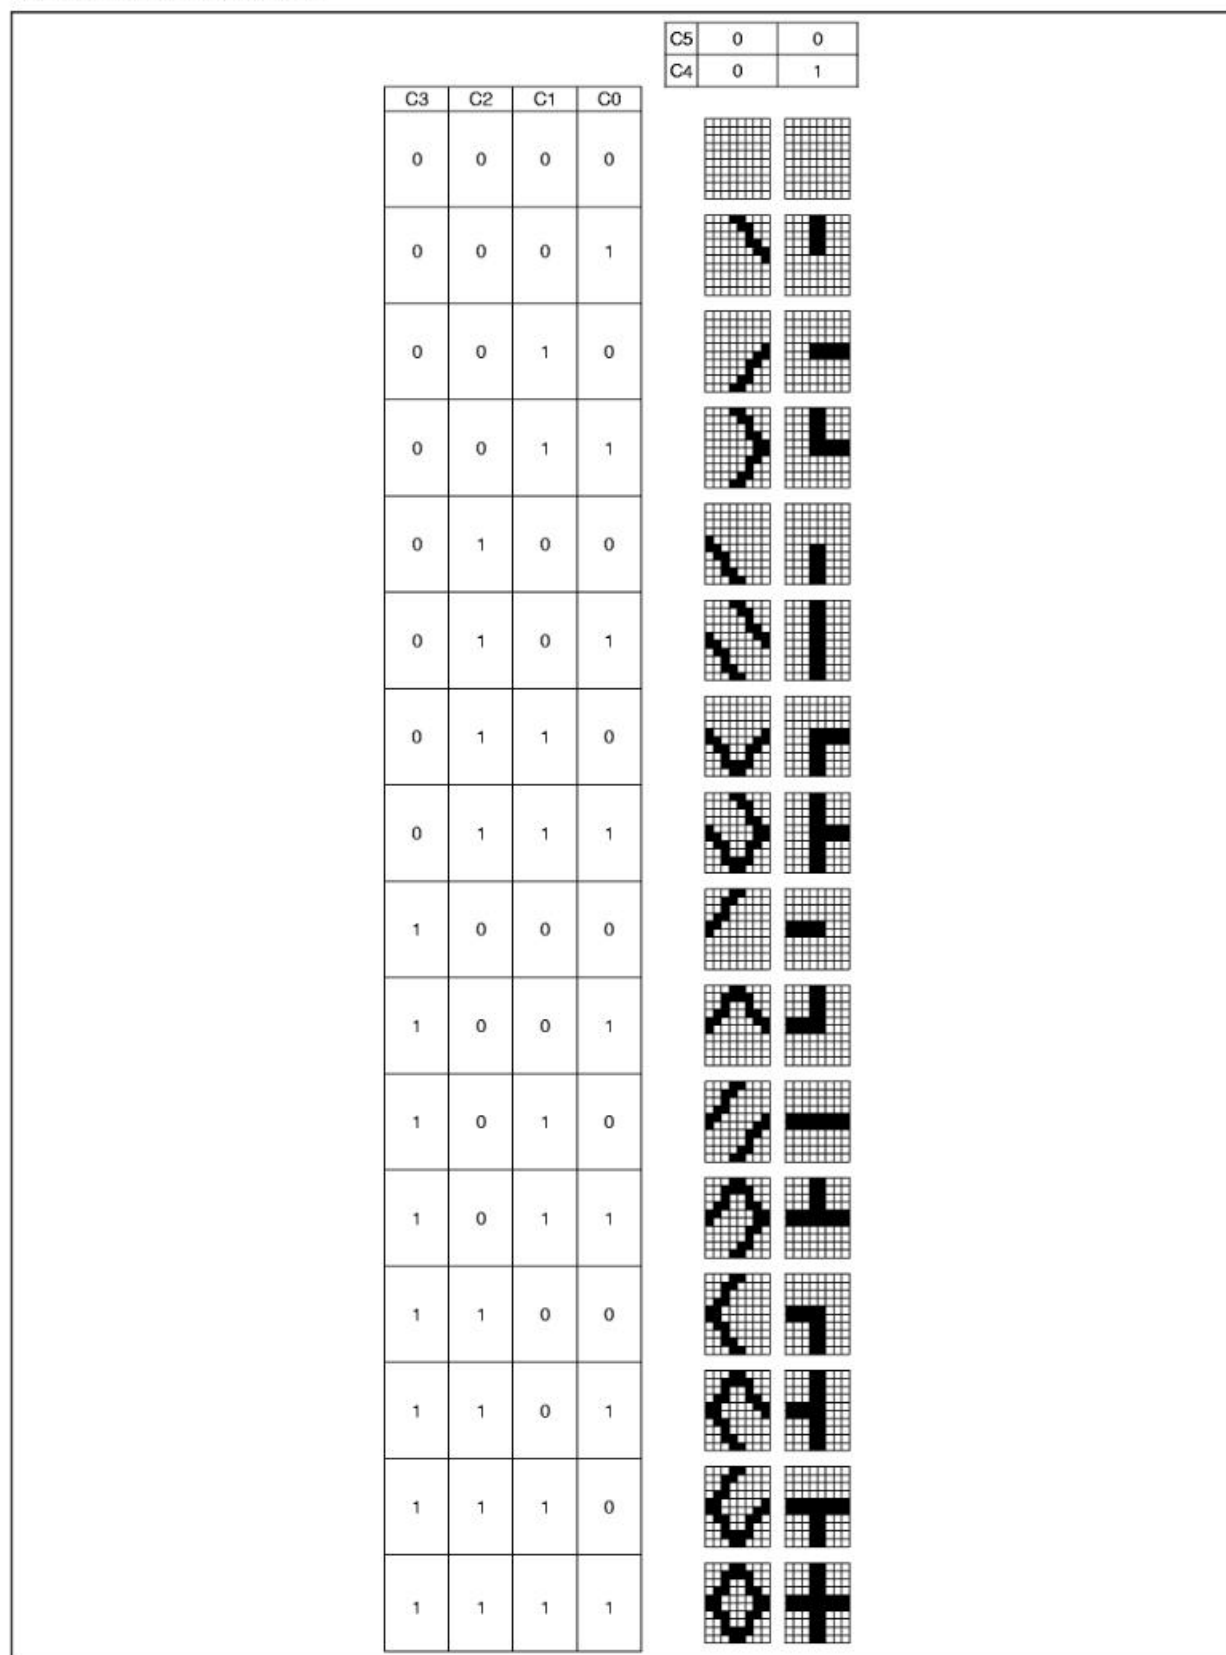 C5 0 0
C4 0 1
C3 C2 C1 C0
0 0 0 0
0 0 0 1
0 0 1 0
0 0 1 1
0 1 0 0
0 1 0 1
0 1 1 0
0 1 1 1
1 0 0 0
1 0 0 1
1 0 1 0
1 0 1 1
1 1 0 0
1 1 0 1
1 1 1 0
1 1 1 1